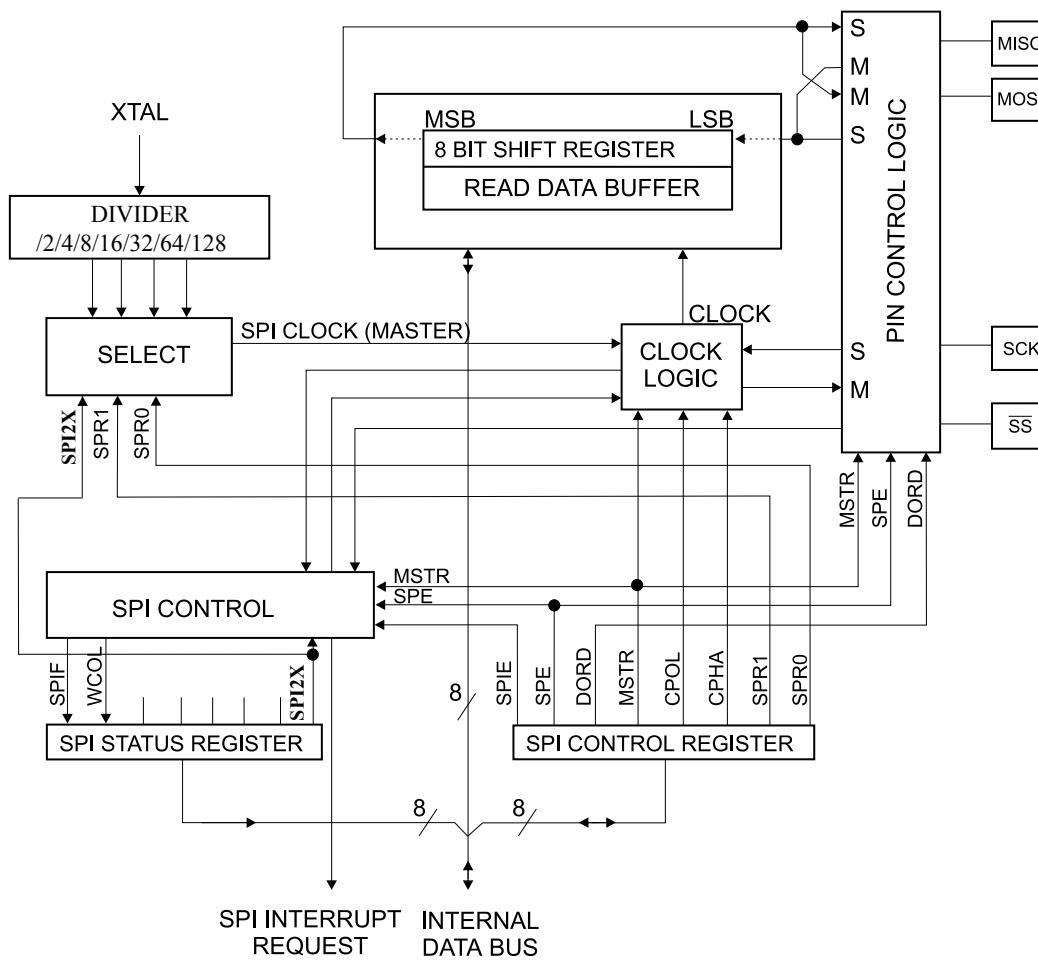 XTAL
DIVIDER
/2/4/8/16/32/64/128
SELECT
SPI CLOCK (MASTER)
SPI2X
SPR1
SPR0
MSB
LSB
8 BIT SHIFT REGISTER
READ DATA BUFFER
CLOCK
CLOCK
LOGIC
S
M
M
S
S
M
PIN CONTROL LOGIC
MISO
MOSI
SCK
SS
MSTR
SPE
DORD
SPI CONTROL
MSTR
SPE
SPIF
WCOL
SPI2X
SPI STATUS REGISTER
8
SPIE
SPE
DORD
MSTR
CPOL
CPHA
SPR1
SPR0
SPI CONTROL REGISTER
8
8
SPI INTERRUPT
REQUEST
INTERNAL
DATA BUS